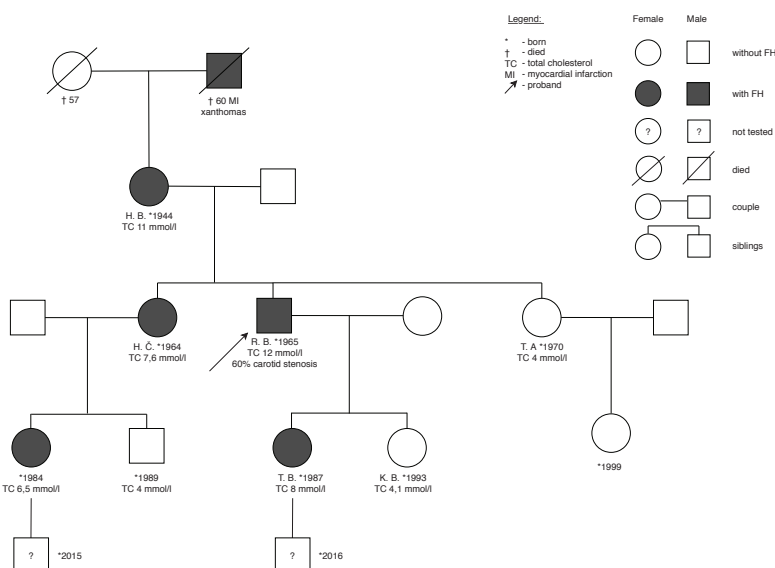 Legend:
* - born
† - died
TC - total cholesterol
MI - myocardial infarction
- proband
Female Male
without FH
with FH
? ? not tested
died
couple
siblings
† 57
† 60 MI
xanthomas
H. B. *1944
TC 11 mmol/l
H. Č. *1964
TC 7,6 mmol/l
R. B. *1965
TC 12 mmol/l
60% carotid stenosis
T. A *1970
TC 4 mmol/l
*1984
TC 6,5 mmol/l
*1989
TC 4 mmol/l
T. B. *1987
TC 8 mmol/l
K. B. *1993
TC 4,1 mmol/l
*1999
? *2015
? *2016